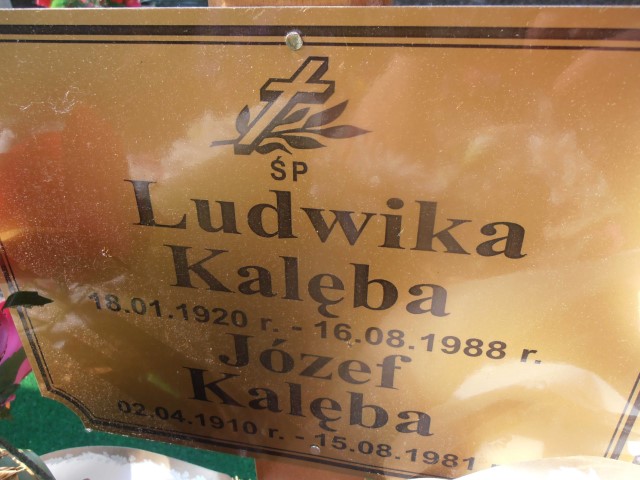 ŚP
Ludwika
Kalęba
18.01.1920 r. - 16.08.1988 r.
Józef
Kalęba
02.04.1910 r. - 15.08.1981 r.